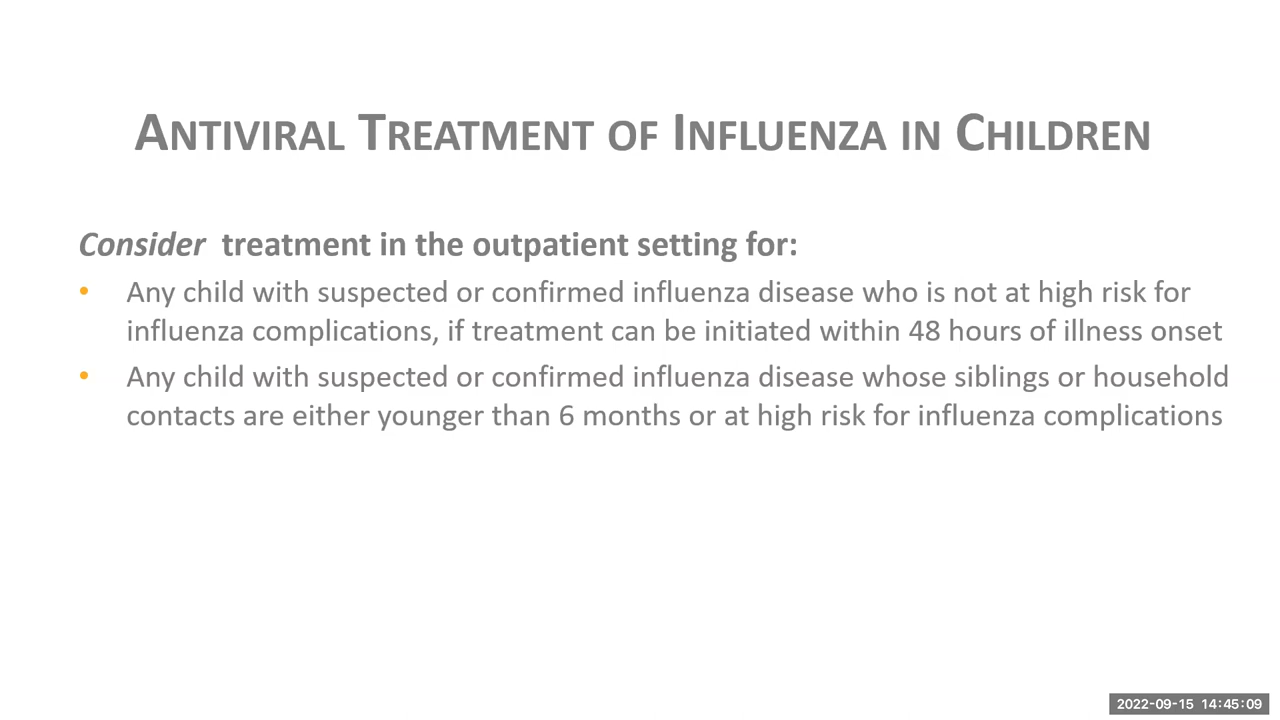 ANTIVIRAL TREATMENT OF INFLUENZA IN CHILDREN
Consider treatment in the outpatient setting for:
• Any child with suspected or confirmed influenza disease who is not at high risk for
influenza complications, if treatment can be initiated within 48 hours of illness onset
• Any child with suspected or confirmed influenza disease whose siblings or household
contacts are either younger than 6 months or at high risk for influenza complications
2022-09-15 14:45:09